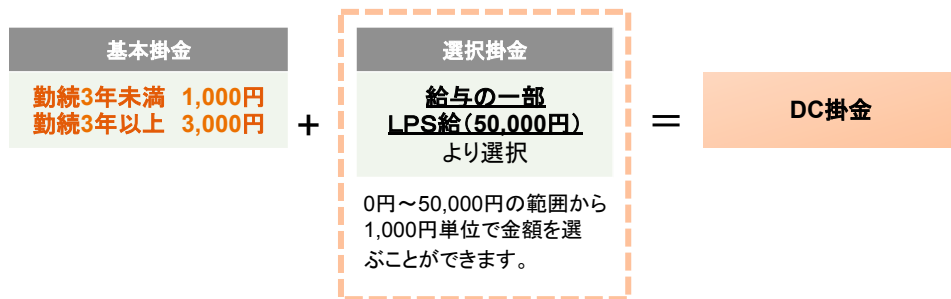 基本掛金
勤続3年未満 1,000円
勤続3年以上 3,000円
+
選択掛金
給与の一部
LPS給(50,000円)
より選択
0円～50,000円の範囲から
1,000円単位で金額を選
ぶことができます。
=
DC掛金